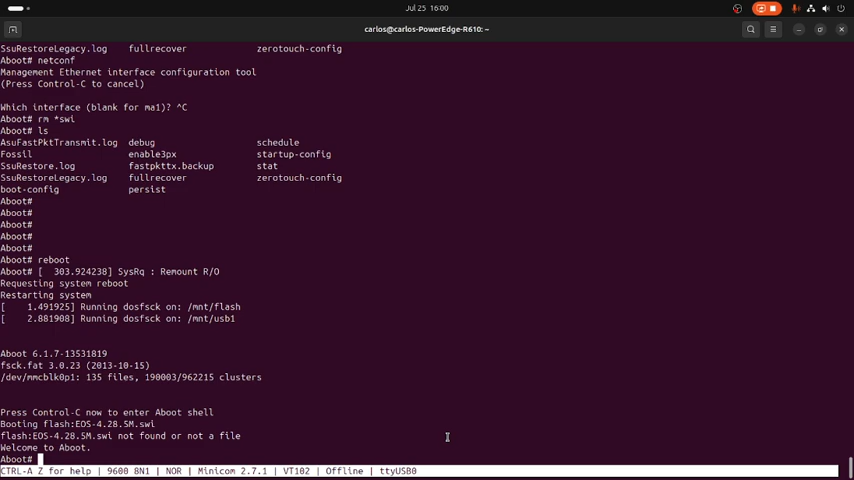 Jul 25 16:00
carlos@carlos-PowerEdge-R610: ~
SsuRestoreLegacy.log fullrecover zerotouch-config
Aboot# netconf
Management Ethernet interface configuration tool
(Press Control-C to cancel)
Which interface (blank for ma1)? ^C
Aboot# rm *swi
Aboot# ls
AsuFastPktTransmit.log debug schedule
Fossil enable3px startup-config
SsuRestore.log fastpkttx.backup stat
SsuRestoreLegacy.log fullrecover zerotouch-config
boot-config persist
Aboot#
Aboot#
Aboot#
Aboot#
Aboot#
Aboot# reboot
Aboot# [ 303.924238] SysRq : Remount R/O
Requesting system reboot
Restarting system
[ 1.491925] Running dosfsck on: /mnt/flash
[ 2.881908] Running dosfsck on: /mnt/usb1
Aboot 6.1.7-13531819
fsck.fat 3.0.23 (2013-10-15)
/dev/mmcblk0p1: 135 files, 190003/962215 clusters
Press Control-C now to enter Aboot shell
Booting flash:EOS-4.28.5M.swi
flash:EOS-4.28.5M.swi not found or not a file
Welcome to Aboot.
Aboot#
CTRL-A Z for help | 9600 8N1 | NOR | Minicom 2.7.1 | VT102 | Offline | ttyUSB0